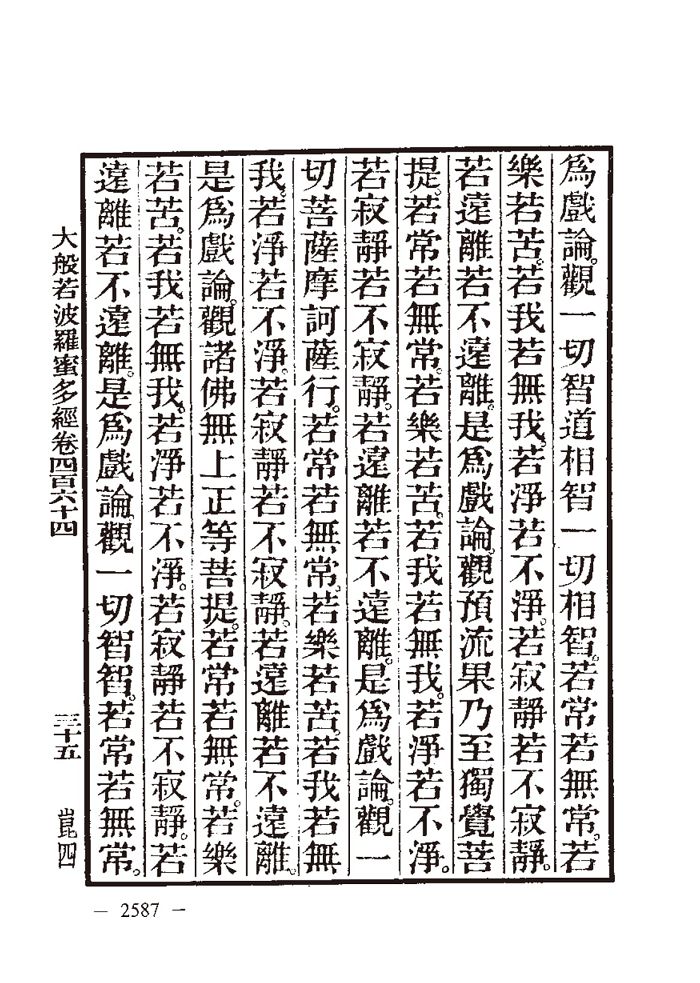 為戲論。觀一切智道相智一切相智。若常若無常。若
樂若苦。若我若無我。若淨若不淨。若寂靜若不寂靜。
若遠離若不遠離。是為戲論。觀預流果乃至獨覺菩
提。若常若無常。若樂若苦。若我若無我。若淨若不淨。
若寂靜若不寂靜。若遠離若不遠離。是為戲論。觀一
切菩薩摩訶薩行。若常若無常。若樂若苦。若我若無
我。若淨若不淨。若寂靜若不寂靜。若遠離若不遠離。
是為戲論。觀諸佛無上正等菩提。若常若無常。若樂
若苦。若我若無我。若淨若不淨。若寂靜若不寂靜。若
遠離若不遠離。是為戲論。觀一切智智。若常若無常。
大般若波羅蜜多經卷四百六十四
三十五
崑四
— 2587 —